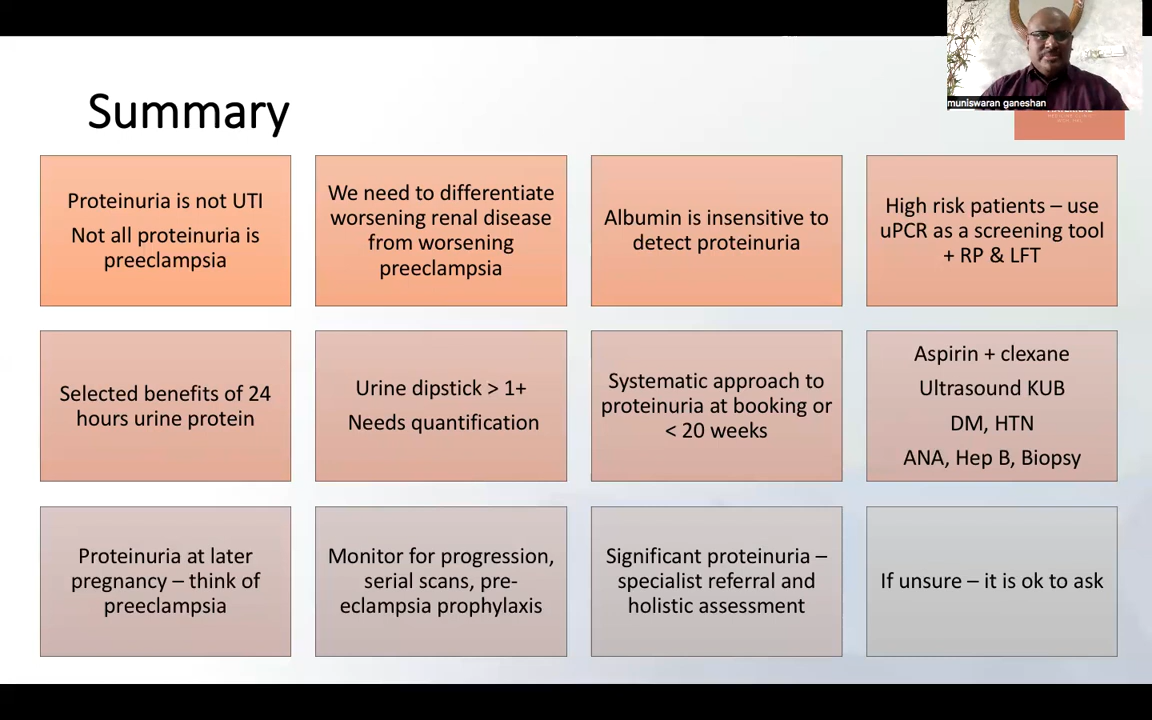 muniswaran ganeshan
MEDICINE CLINIC
Summary
Proteinuria is not UTI
Not all proteinuria is
preeclampsia
We need to differentiate
worsening renal disease
from worsening
preeclampsia
Albumin is insensitive to
detect proteinuria
High risk patients – use
uPCR as a screening tool
+ RP & LFT
Selected benefits of 24
hours urine protein
Urine dipstick > 1+
Needs quantification
Systematic approach to
proteinuria at booking or
< 20 weeks
Aspirin + clexane
Ultrasound KUB
DM, HTN
ANA, Hep B, Biopsy
Proteinuria at later
pregnancy – think of
preeclampsia
Monitor for progression,
serial scans, pre-
eclampsia prophylaxis
Significant proteinuria –
specialist referral and
holistic assessment
If unsure – it is ok to ask